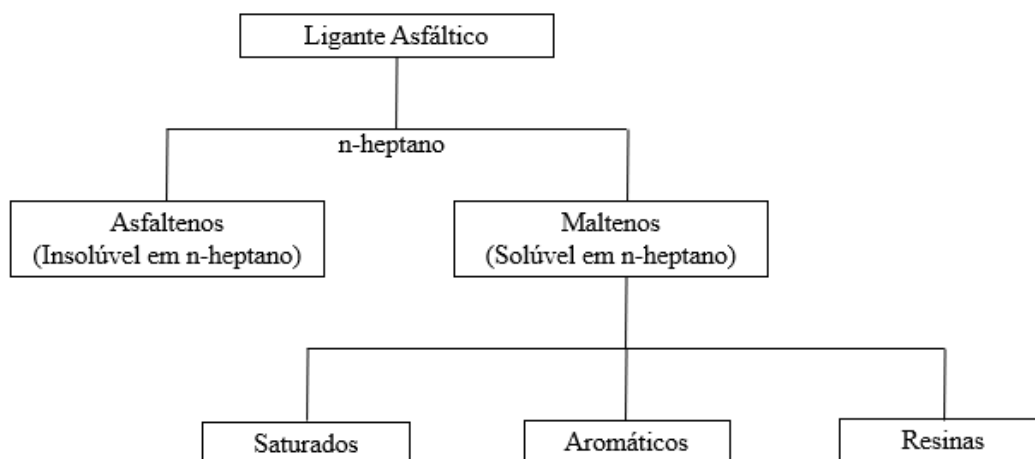 Ligante Asfáltico
n-heptano
Asfaltenos
(Insolúvel em n-heptano)
Maltenos
(Solúvel em n-heptano)
Saturados
Aromáticos
Resinas